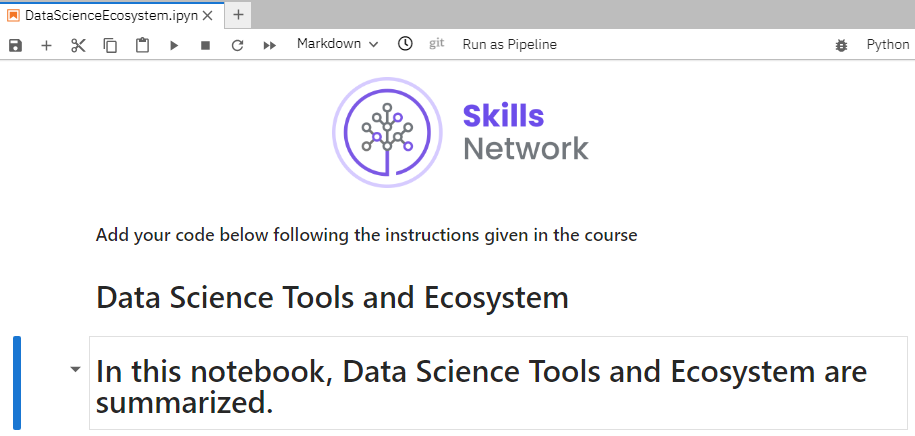 DataScienceEcosystem.ipyn
Markdown
git
Run as Pipeline
Python
Skills
Network
Add your code below following the instructions given in the course
Data Science Tools and Ecosystem
In this notebook, Data Science Tools and Ecosystem are
summarized.